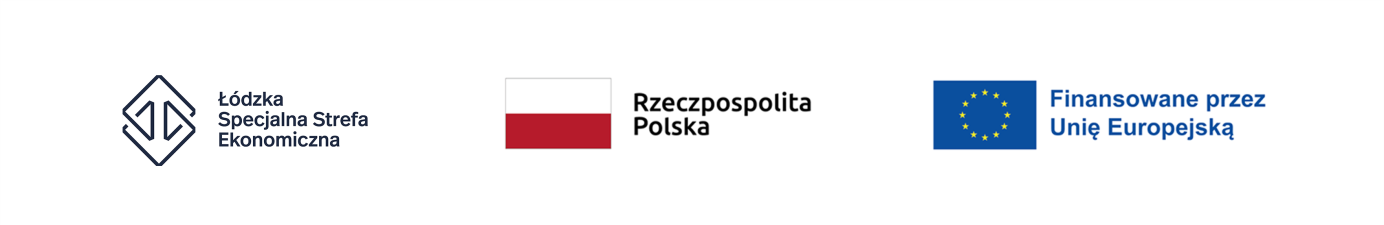 Łódzka
Specjalna Strefa
Ekonomiczna
Rzeczpospolita
Polska
Finansowane przez
Unię Europejską